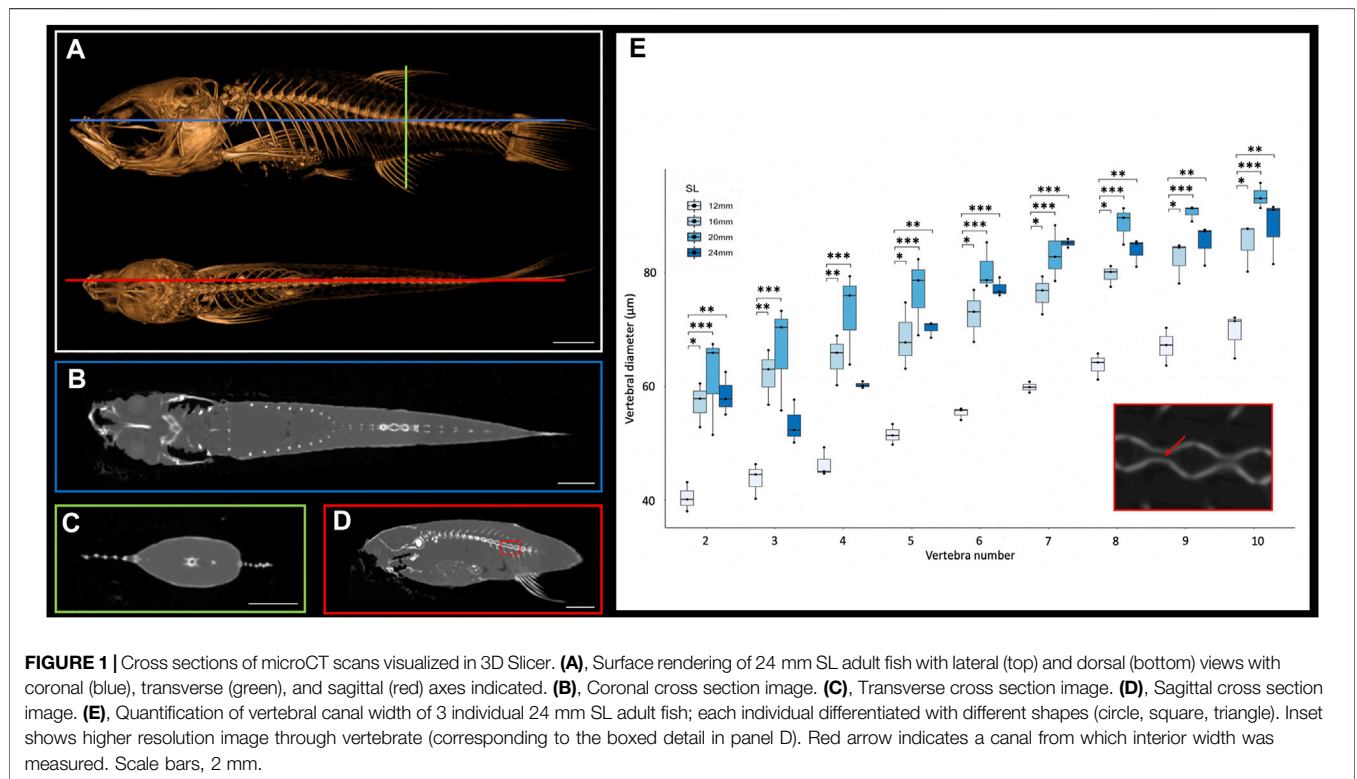 A
B
C
D
E
SL
12mm
16mm
20mm
24mm
Vertebral diameter (µm)
80
60
40
** *** *
*** **
*** **
** *** *
*** *** *
*** *** *
** *** *
** *** *
** *** *
2 3 4 5 6 7 8 9 10
Vertebra number
FIGURE 1 | Cross sections of microCT scans visualized in 3D Slicer. (A), Surface rendering of 24 mm SL adult fish with lateral (top) and dorsal (bottom) views with
coronal (blue), transverse (green), and sagittal (red) axes indicated. (B), Coronal cross section image. (C), Transverse cross section image. (D), Sagittal cross section
image. (E), Quantification of vertebral canal width of 3 individual 24 mm SL adult fish; each individual differentiated with different shapes (circle, square, triangle). Inset
shows higher resolution image through vertebrate (corresponding to the boxed detail in panel D). Red arrow indicates a canal from which interior width was
measured. Scale bars, 2 mm.